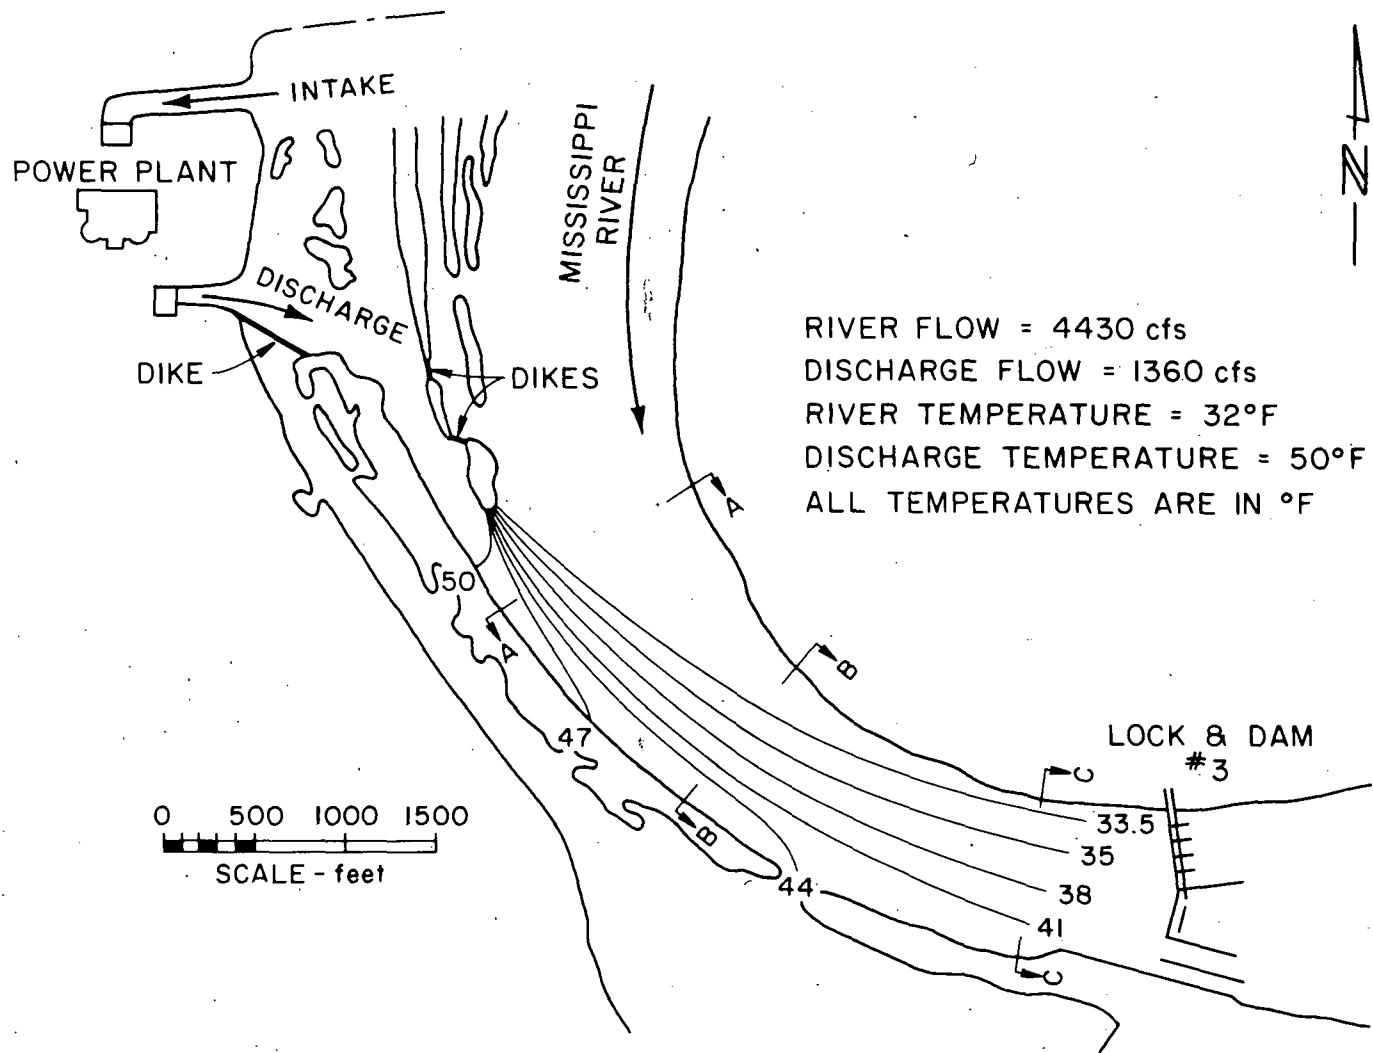 INTAKE
POWER PLANT
DISCHARGE
DIKE
DIKES
MISSISSIPPI
RIVER
N
RIVER FLOW = 4430 cfs
DISCHARGE FLOW = 1360 cfs
RIVER TEMPERATURE = 32°F
DISCHARGE TEMPERATURE = 50°F
ALL TEMPERATURES ARE IN °F
A
50
A
B
47
B
LOCK & DAM
#3
C
33.5
35
38
44
41
C
0 500 1000 1500
SCALE - feet